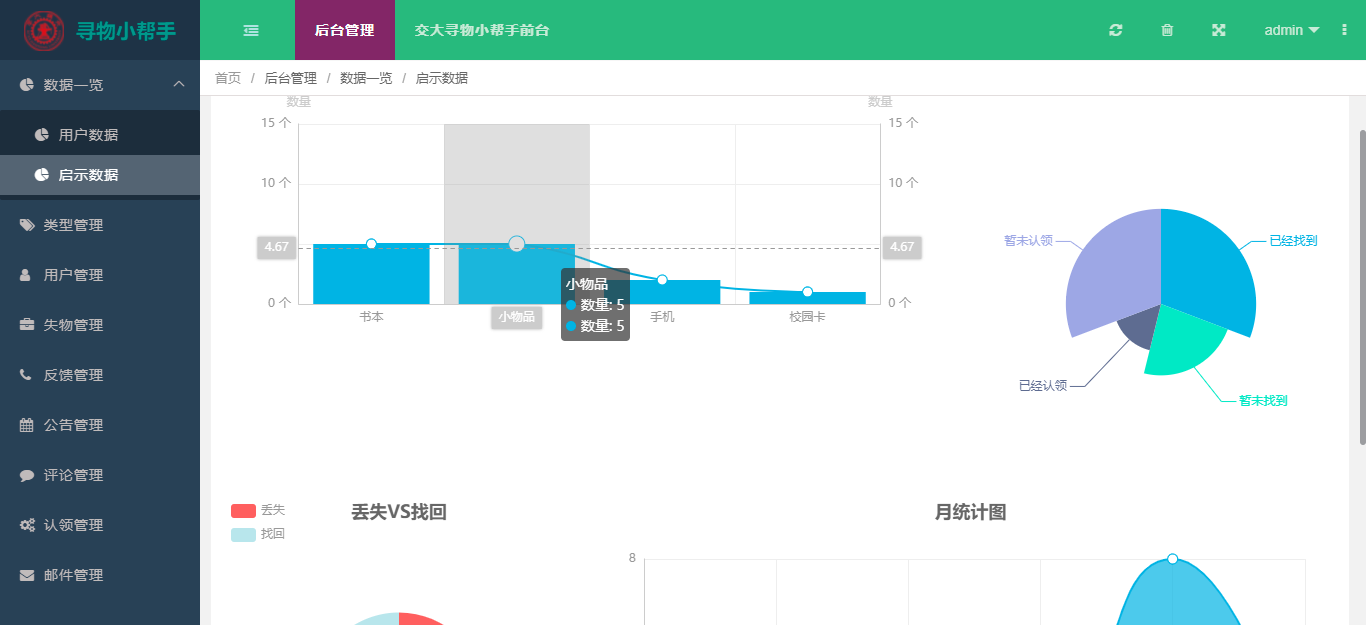 寻物小帮手
后台管理
交大寻物小帮手前台
admin
首页 / 后台管理 / 数据一览 / 启示数据
数据一览
用户数据
启示数据
类型管理
用户管理
失物管理
反馈管理
公告管理
评论管理
认领管理
邮件管理
数量
数量
15 个
15 个
10 个
10 个
4.67
4.67
0 个
0 个
书本
小物品
手机
校园卡
小物品
数量: 5
数量: 5
暂未认领
已经找到
已经认领
暂未找到
丢失
找回
丢失VS找回
月统计图
8